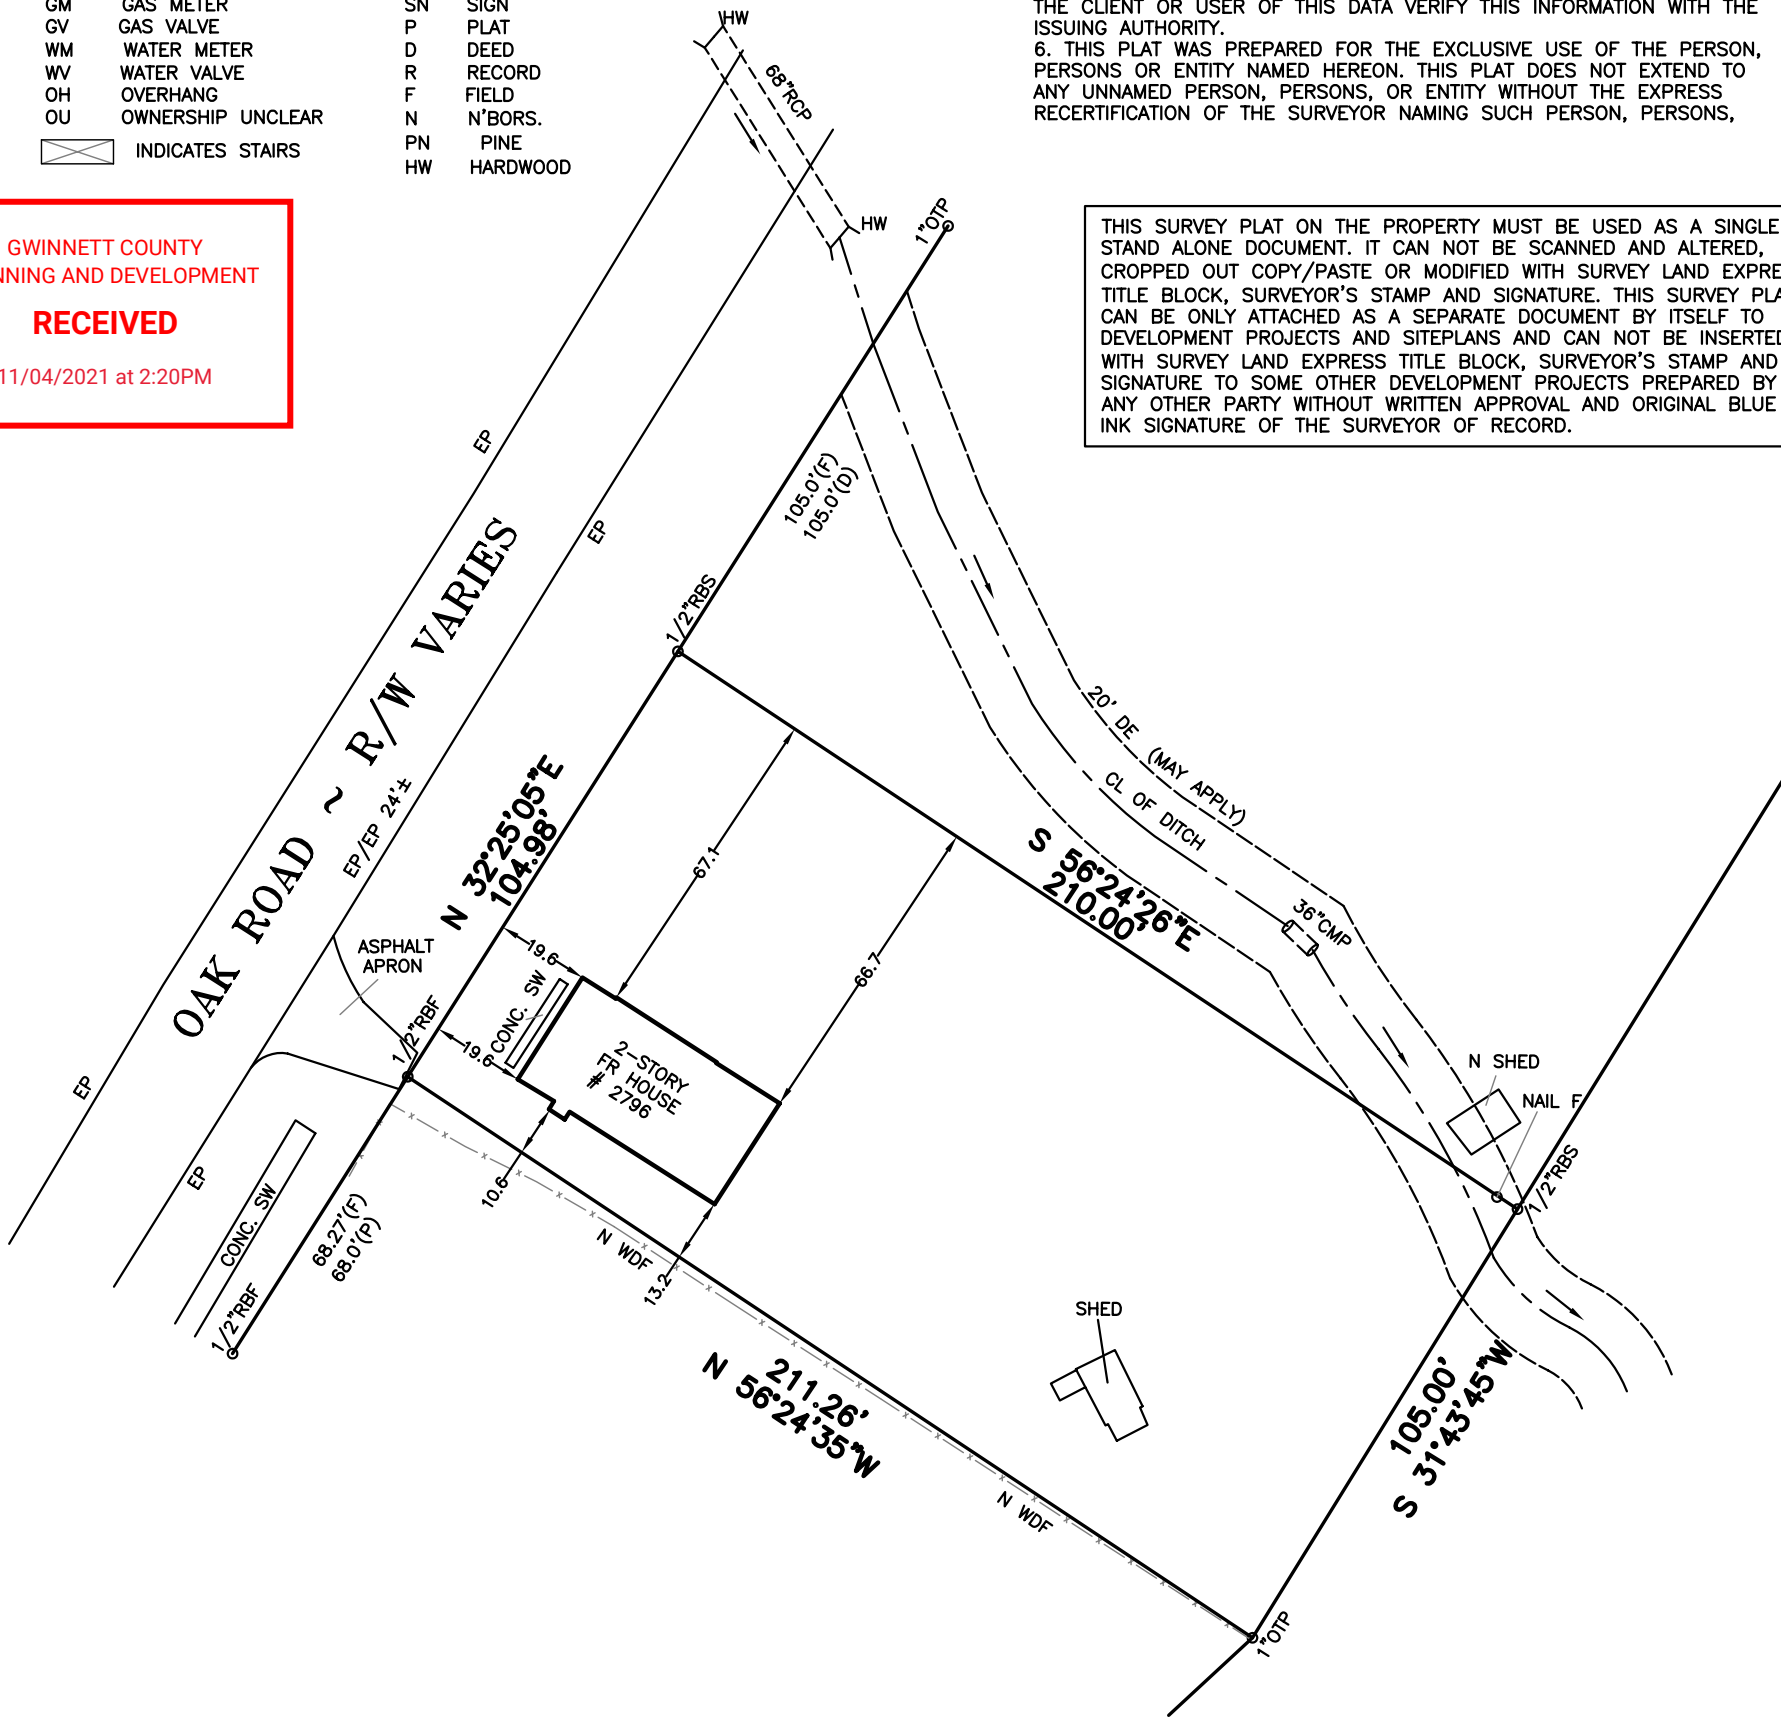 GM GAS METER
GV GAS VALVE
WM WATER METER
WV WATER VALVE
OH OVERHANG
OU OWNERSHIP UNCLEAR
INDICATES STAIRS
SN SIGN
P PLAT
D DEED
R RECORD
F FIELD
N N'BORS.
PN PINE
HW HARDWOOD
THE CLIENT OR USER OF THIS DATA VERIFY THIS INFORMATION WITH THE
ISSUING AUTHORITY.
6. THIS PLAT WAS PREPARED FOR THE EXCLUSIVE USE OF THE PERSON,
PERSONS OR ENTITY NAMED HEREON. THIS PLAT DOES NOT EXTEND TO
ANY UNNAMED PERSON, PERSONS, OR ENTITY WITHOUT THE EXPRESS
RECERTIFICATION OF THE SURVEYOR NAMING SUCH PERSON, PERSONS,
GWINNETT COUNTY
NNING AND DEVELOPMENT
RECEIVED
11/04/2021 at 2:20PM
THIS SURVEY PLAT ON THE PROPERTY MUST BE USED AS A SINGLE
STAND ALONE DOCUMENT. IT CAN NOT BE SCANNED AND ALTERED,
CROPPED OUT COPY/PASTE OR MODIFIED WITH SURVEY LAND EXPRE
TITLE BLOCK, SURVEYOR'S STAMP AND SIGNATURE. THIS SURVEY PLA
CAN BE ONLY ATTACHED AS A SEPARATE DOCUMENT BY ITSELF TO
DEVELOPMENT PROJECTS AND SITEPLANS AND CAN NOT BE INSERTED
WITH SURVEY LAND EXPRESS TITLE BLOCK, SURVEYOR'S STAMP AND
SIGNATURE TO SOME OTHER DEVELOPMENT PROJECTS PREPARED BY
ANY OTHER PARTY WITHOUT WRITTEN APPROVAL AND ORIGINAL BLUE
INK SIGNATURE OF THE SURVEYOR OF RECORD.
HW
68"RCP
HW
1"OTP
EP
EP
105.0'(F)
105.0'(D)
OAK ROAD ~ R/W VARIES
1/2"RBS
EP/EP 24'±
N 32°25'05"E
104.98'
20' DE (MAY APPLY)
CL OF DITCH
67.1
66.7
S 56°24'26"E
210.00'
36"CMP
ASPHALT
APRON
19.6
CONC. SW
1/2"RBF
19.6
2-STORY
FR HOUSE
# 2796
N SHED
NAIL F
1/2"RBS
EP
EP
CONC. SW
10.6
68.27'(F)
68.0'(P)
N WDF
13.2
1/2"RBF
SHED
211.26'
N 56°24'35"W
105.00'
S 31°43'45"W
N WDF
1"OTP